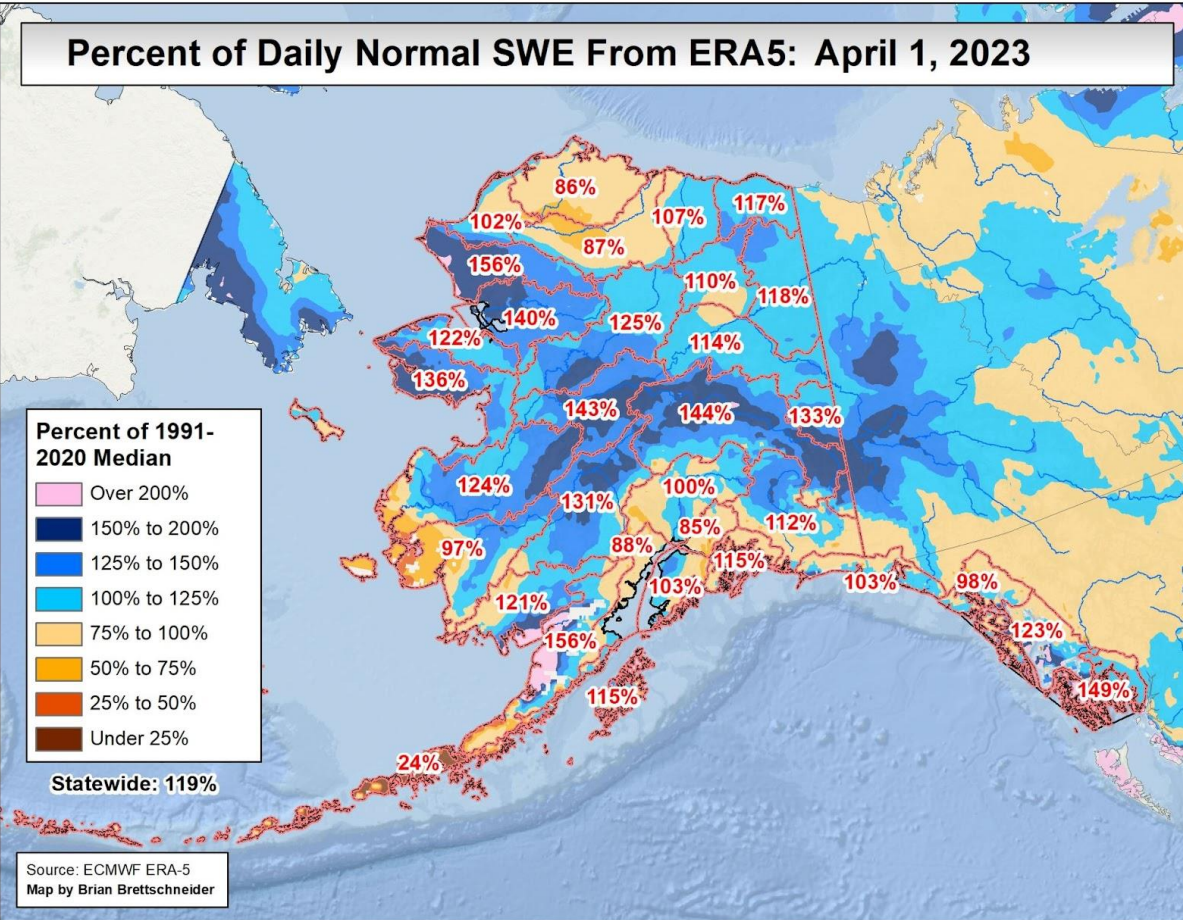 Percent of Daily Normal SWE From ERA5: April 1, 2023
86%
117%
102%
107%
87%
156%
110%
118%
140%
125%
122%
114%
136%
143%
144%
133%
124%
100%
131%
112%
85%
97%
88%
115%
103%
103%
98%
121%
123%
156%
149%
115%
24%
Percent of 1991-
2020 Median
Over 200%
150% to 200%
125% to 150%
100% to 125%
75% to 100%
50% to 75%
25% to 50%
Under 25%
Statewide: 119%
Source: ECMWF ERA-5
Map by Brian Brettschneider